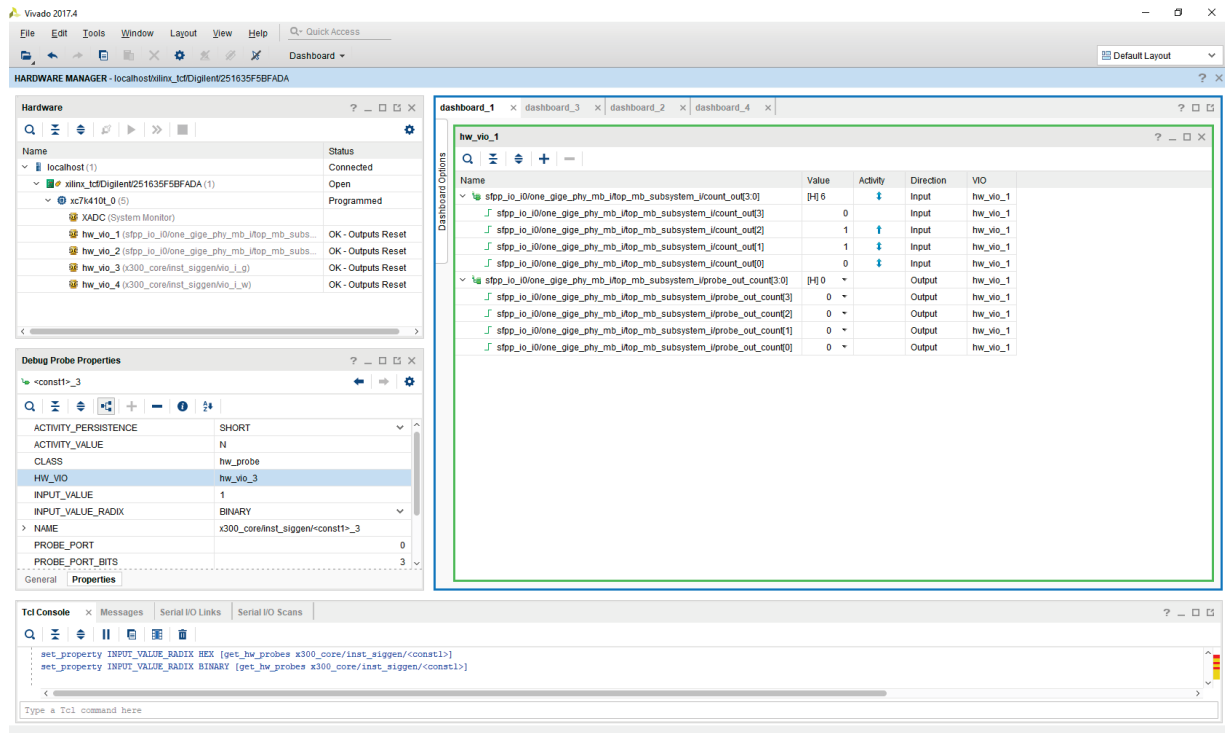 Vivado 2017.4
File Edit Tools Window Layout View Help Q- Quick Access
Dashboard
Default Layout
HARDWARE MANAGER - localhost/xilinx_tcf/Digilent/251635F5BFADA
Hardware
Name Status
localhost (1) Connected
xilinx_tcf/Digilent/251635F5BFADA (1) Open
xc7k410t_0 (5) Programmed
XADC (System Monitor)
hw_vio_1 (sfpp_io_i0/one_gige_phy_mb_i/top_mb_subs... OK - Outputs Reset
hw_vio_2 (sfpp_io_i0/one_gige_phy_mb_i/top_mb_subs... OK - Outputs Reset
hw_vio_3 (x300_core/inst_siggen/vio_i_g) OK - Outputs Reset
hw_vio_4 (x300_core/inst_siggen/vio_i_w) OK - Outputs Reset
Debug Probe Properties
<const1>_3
ACTIVITY_PERSISTENCE SHORT
ACTIVITY_VALUE N
CLASS hw_probe
HW_VIO hw_vio_3
INPUT_VALUE 1
INPUT_VALUE_RADIX BINARY
NAME x300_core/inst_siggen/<const1>_3
PROBE_PORT 0
PROBE_PORT_BITS 3
General Properties
dashboard_1 dashboard_3 dashboard_2 dashboard_4
Dashboard Options
hw_vio_1
Name Value Activity Direction VIO
sfpp_io_i0/one_gige_phy_mb_i/top_mb_subsystem_i/count_out[3:0] [H] 6 Input hw_vio_1
sfpp_io_i0/one_gige_phy_mb_i/top_mb_subsystem_i/count_out[3] 0 Input hw_vio_1
sfpp_io_i0/one_gige_phy_mb_i/top_mb_subsystem_i/count_out[2] 1 Input hw_vio_1
sfpp_io_i0/one_gige_phy_mb_i/top_mb_subsystem_i/count_out[1] 1 Input hw_vio_1
sfpp_io_i0/one_gige_phy_mb_i/top_mb_subsystem_i/count_out[0] 0 Input hw_vio_1
sfpp_io_i0/one_gige_phy_mb_i/top_mb_subsystem_i/probe_out_count[3:0] [H] 0 Output hw_vio_1
sfpp_io_i0/one_gige_phy_mb_i/top_mb_subsystem_i/probe_out_count[3] 0 Output hw_vio_1
sfpp_io_i0/one_gige_phy_mb_i/top_mb_subsystem_i/probe_out_count[2] 0 Output hw_vio_1
sfpp_io_i0/one_gige_phy_mb_i/top_mb_subsystem_i/probe_out_count[1] 0 Output hw_vio_1
sfpp_io_i0/one_gige_phy_mb_i/top_mb_subsystem_i/probe_out_count[0] 0 Output hw_vio_1
Tcl Console Messages Serial I/O Links Serial I/O Scans
set_property INPUT_VALUE_RADIX HEX [get_hw_probes x300_core/inst_siggen/<const1>]
set_property INPUT_VALUE_RADIX BINARY [get_hw_probes x300_core/inst_siggen/<const1>]
Type a Tcl command here